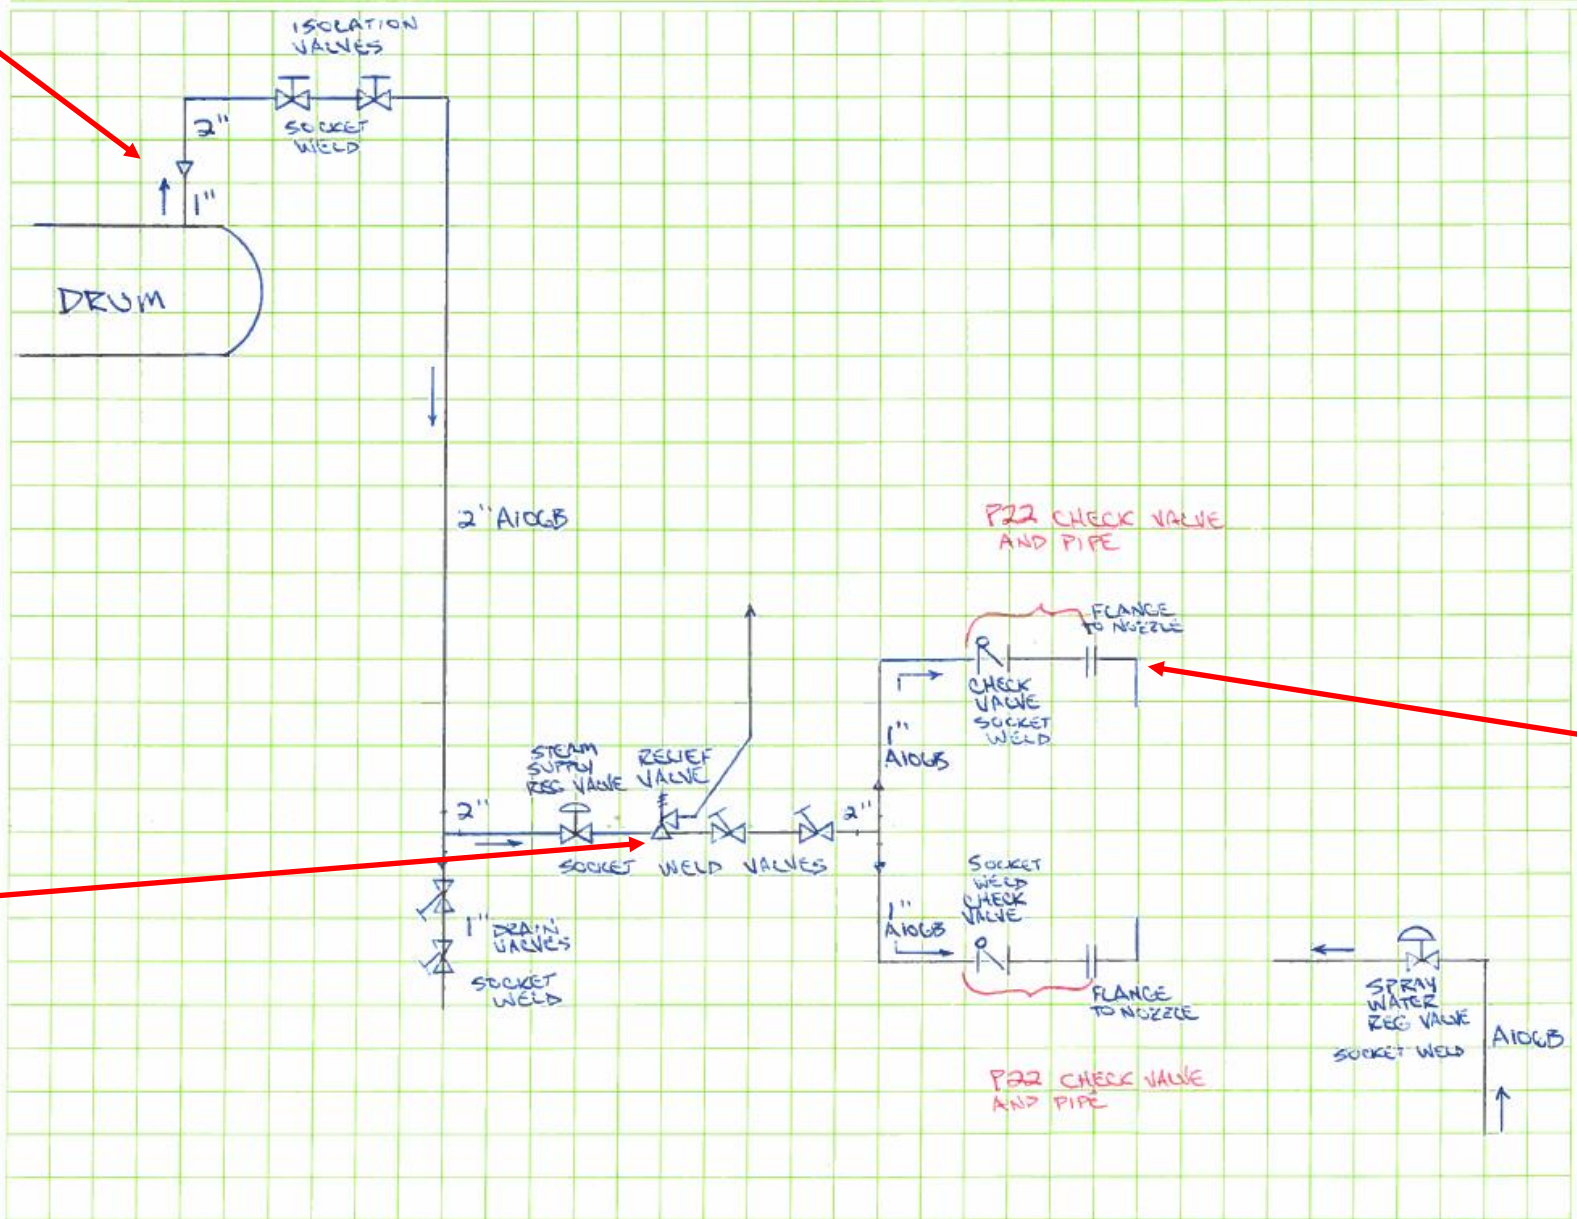 ISOLATION
VALVES
2"
SOCKET
WELD
1"
DRUM
2" A106B
P22 CHECK VALVE
AND PIPE
FLANGE
TO NOZZLE
CHECK
VALVE
SOCKET
WELD
1"
A106B
STEAM
SUPPLY
REG VALVE
RELIEF
VALVE
2"
2"
SOCKET WELD VALVES
SOCKET
WELD
CHECK
VALVE
1"
A106B
1" DRAIN
VALVES
SOCKET
WELD
FLANGE
TO NOZZLE
SPRAY
WATER
REG VALVE
SOCKET WELD
A106B
P22 CHECK VALVE
AND PIPE